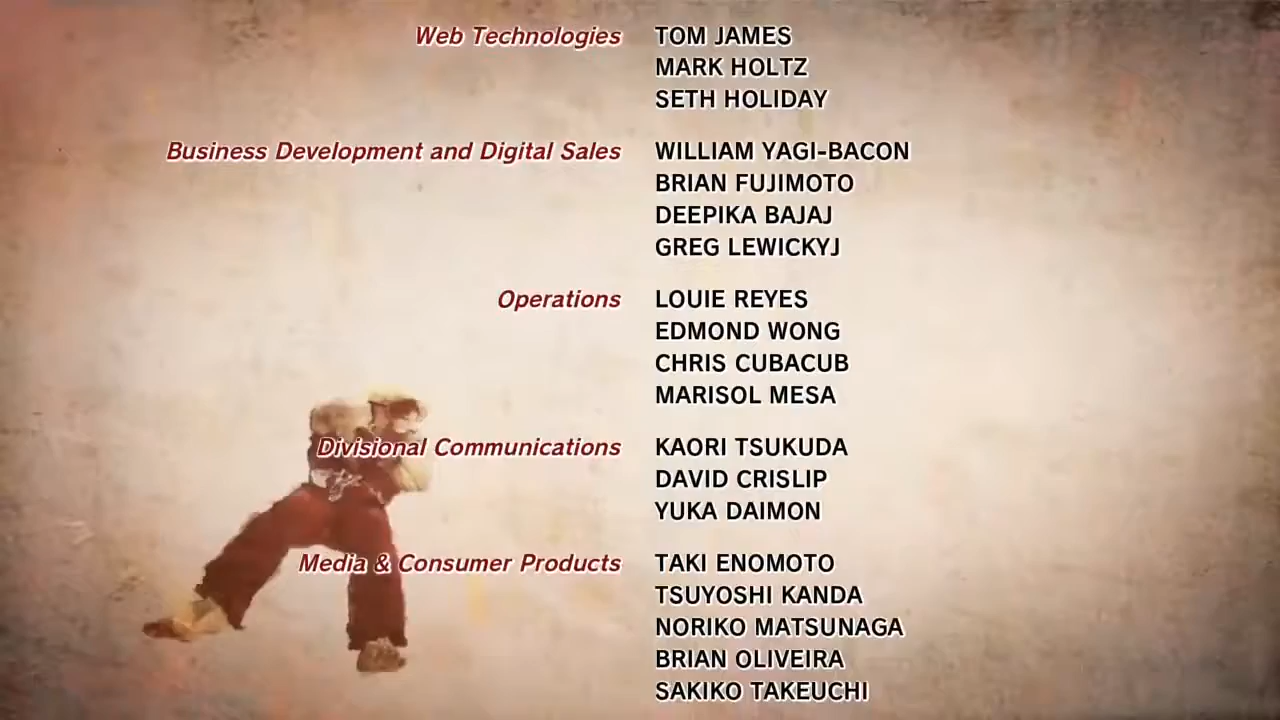 Web Technologies TOM JAMES
MARK HOLTZ
SETH HOLIDAY
Business Development and Digital Sales WILLIAM YAGI-BACON
BRIAN FUJIMOTO
DEEPIKA BAJAJ
GREG LEWICKYJ
Operations LOUIE REYES
EDMOND WONG
CHRIS CUBACUB
MARISOL MESA
Divisional Communications KAORI TSUKUDA
DAVID CRISLIP
YUKA DAIMON
Media & Consumer Products TAKI ENOMOTO
TSUYOSHI KANDA
NORIKO MATSUNAGA
BRIAN OLIVEIRA
SAKIKO TAKEUCHI